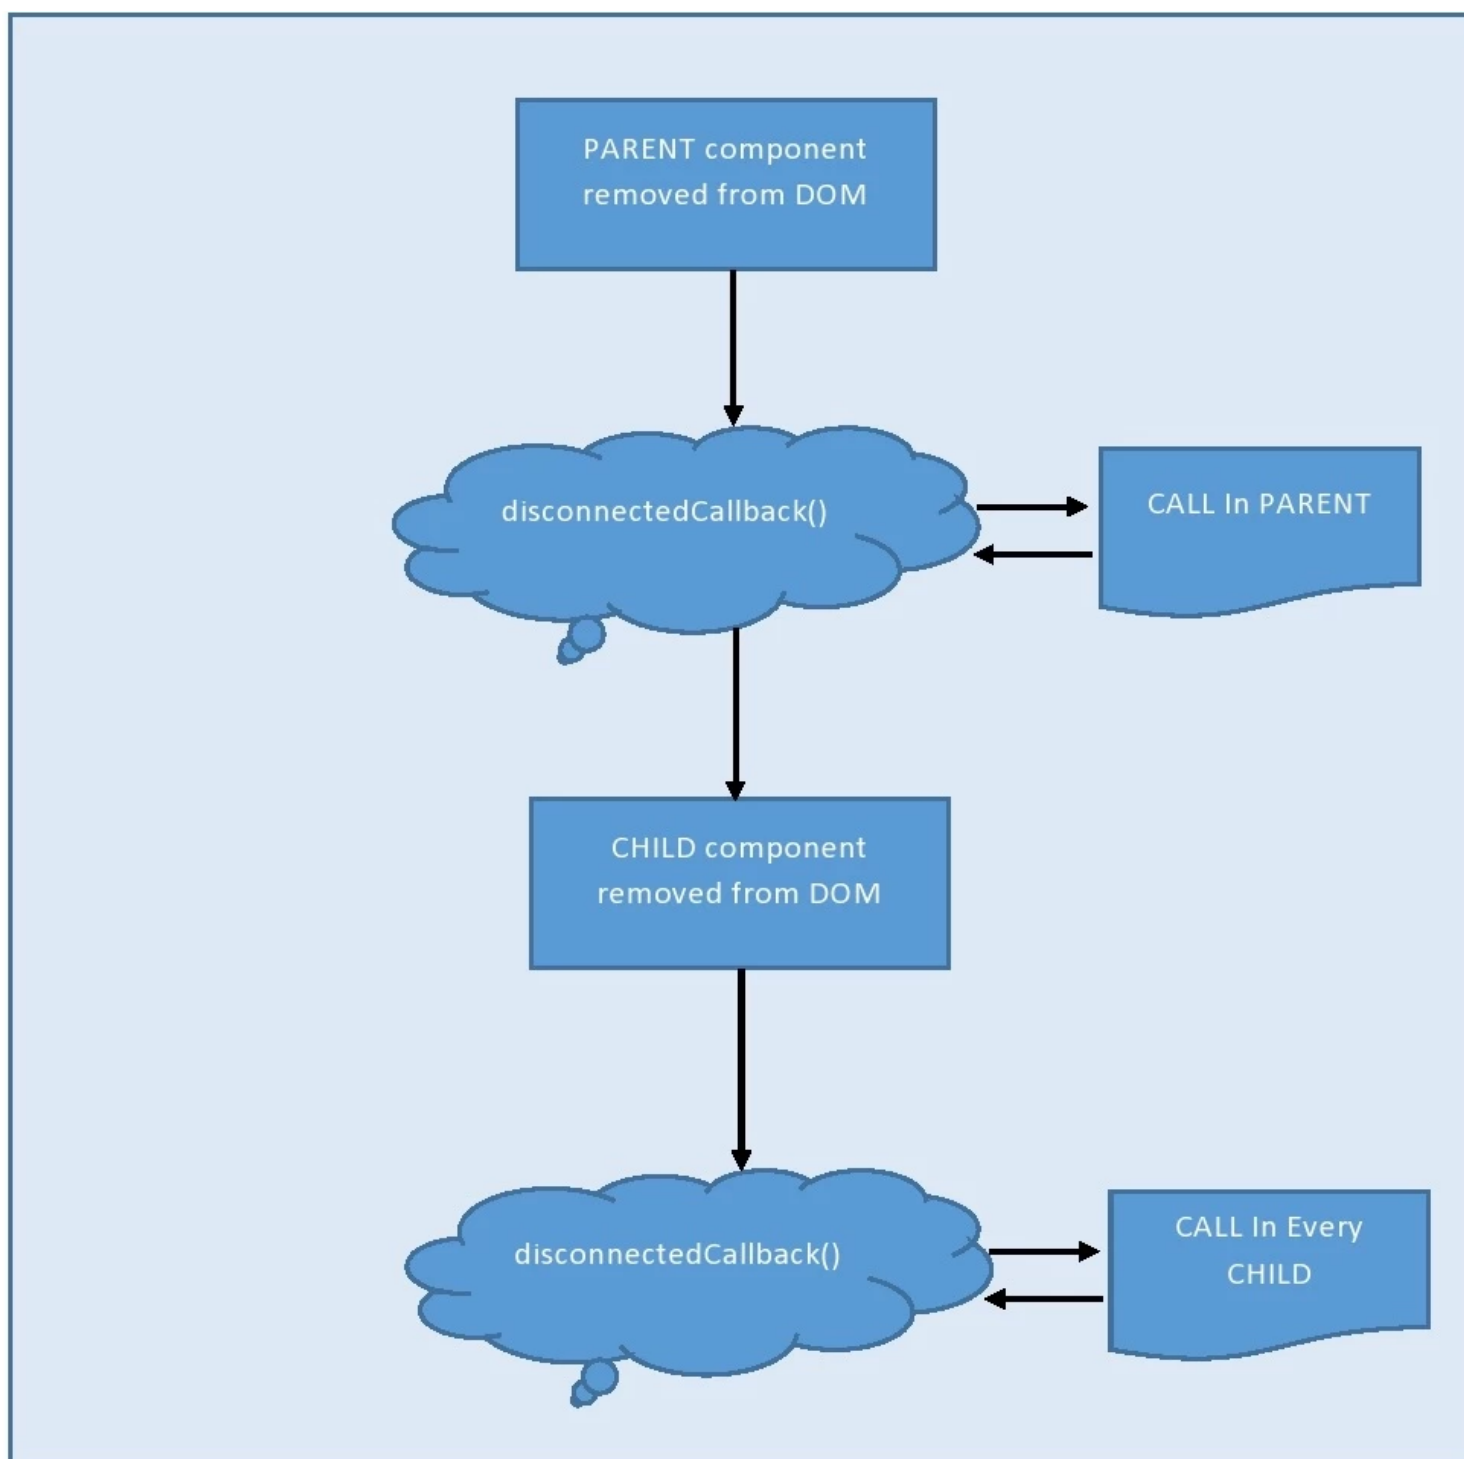 PARENT component
removed from DOM
disconnectedCallback()
CALL In PARENT
CHILD component
removed from DOM
disconnectedCallback()
CALL In Every
CHILD